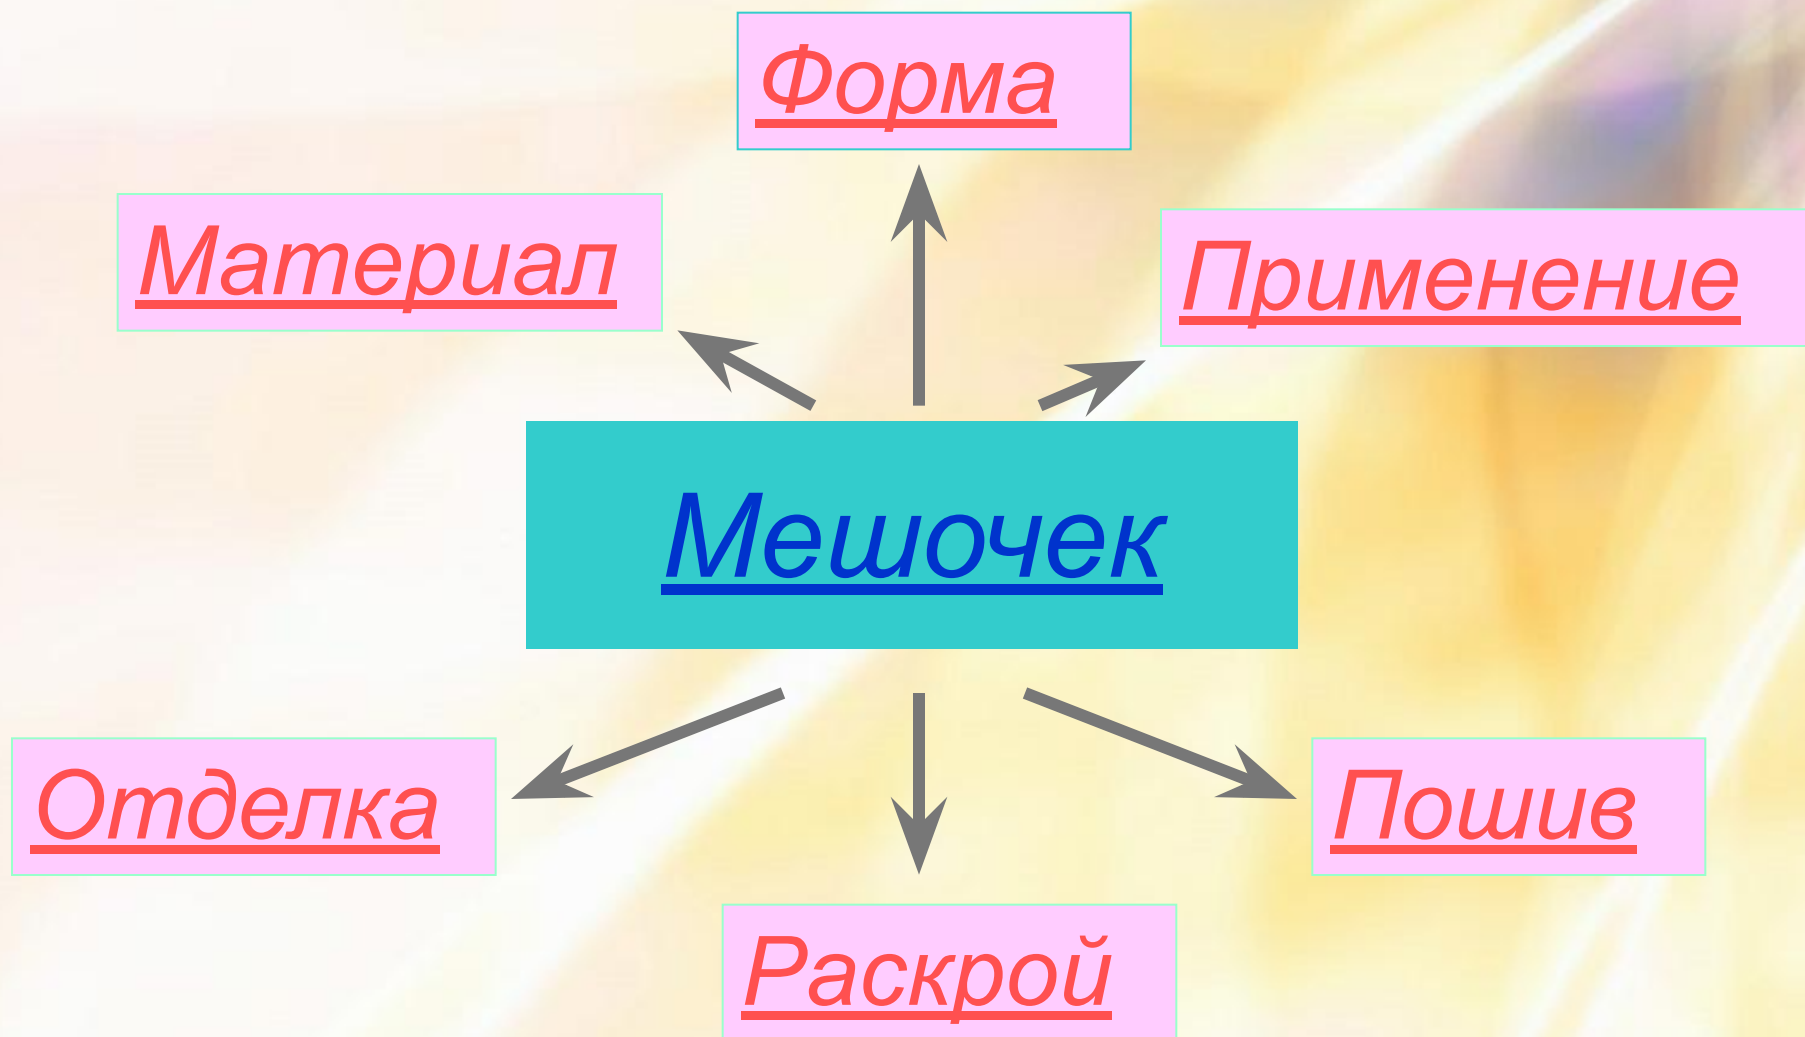 Форма
Материал
Применение
Мешочек
Отделка
Пошив
Раскрой